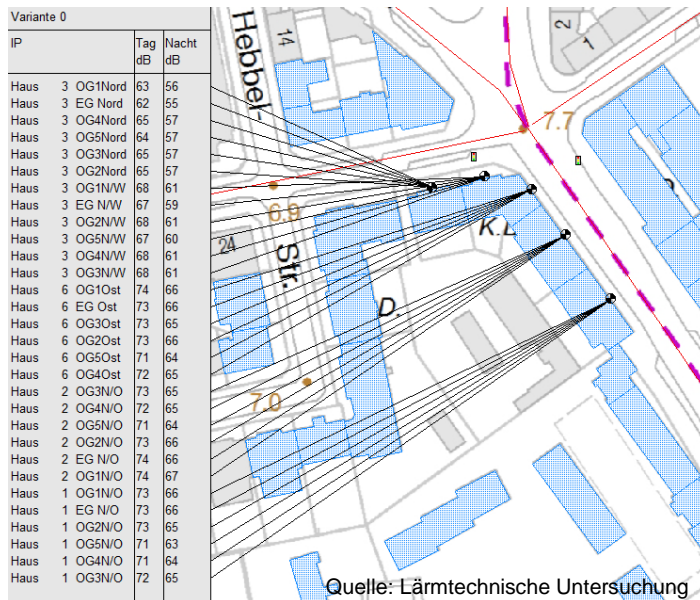 Variante 0
IP Tag Nacht
dB dB
Haus 3 OG1Nord 63 56
Haus 3 EG Nord 62 55
Haus 3 OG4Nord 65 57
Haus 3 OG5Nord 64 57
Haus 3 OG3Nord 65 57
Haus 3 OG2Nord 65 57
Haus 3 OG1N/W 68 61
Haus 3 EG N/W 67 59
Haus 3 OG2N/W 68 61
Haus 3 OG5N/W 67 60
Haus 3 OG4N/W 68 61
Haus 3 OG3N/W 68 61
Haus 6 OG1Ost 74 66
Haus 6 EG Ost 73 66
Haus 6 OG3Ost 73 65
Haus 6 OG2Ost 73 66
Haus 6 OG5Ost 71 64
Haus 6 OG4Ost 72 65
Haus 2 OG3N/O 73 65
Haus 2 OG4N/O 72 65
Haus 2 OG5N/O 71 64
Haus 2 OG2N/O 73 66
Haus 2 EG N/O 74 66
Haus 2 OG1N/O 74 67
Haus 1 OG1N/O 73 66
Haus 1 EG N/O 73 66
Haus 1 OG2N/O 73 65
Haus 1 OG5N/O 71 63
Haus 1 OG4N/O 71 64
Haus 1 OG3N/O 72 65
Hebbel-
14
2
1
7.7
6.9
24
Str.
D.
7.0
Quelle: Lärmtechnische Untersuchung